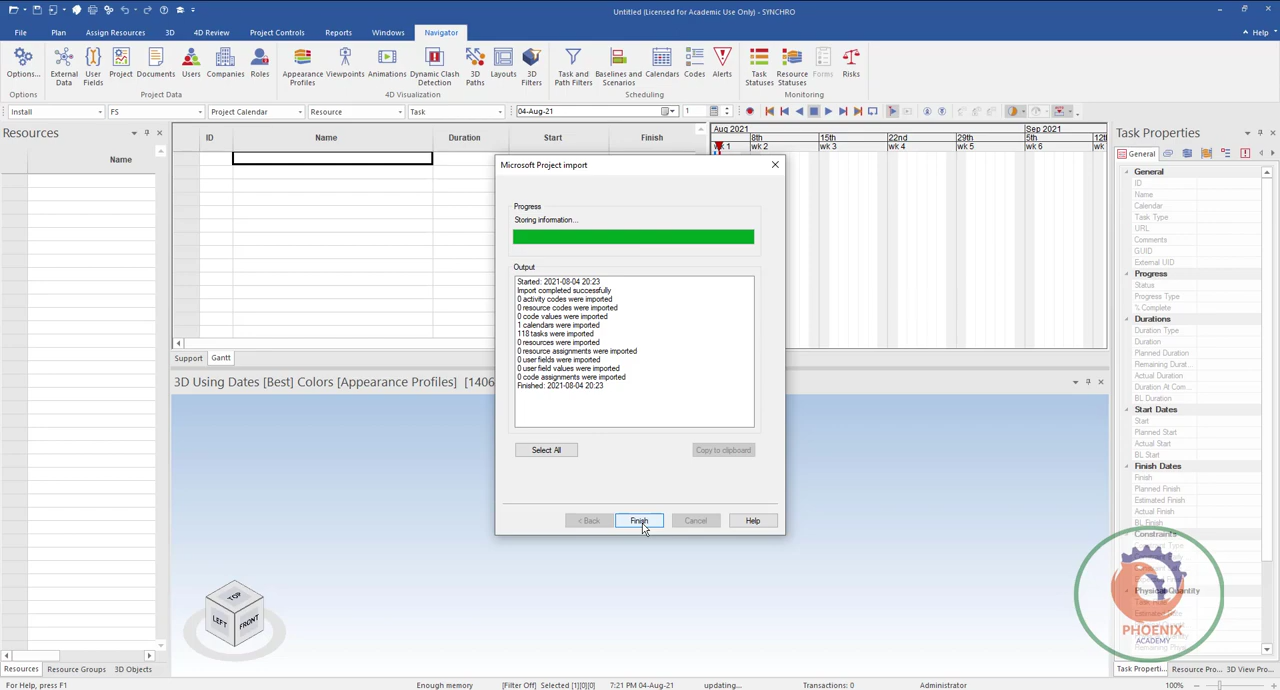 Untitled (Licensed for Academic Use Only) - SYNCHRO
File Plan Assign Resources 3D 4D Review Project Controls Reports Windows Navigator Help
Options... External Data User Fields Project Documents Users Companies Roles Appearance Profiles Viewpoints Animations Dynamic Clash Detection 3D Paths Layouts 3D Filters Task and Path Filters Baselines and Scenarios Calendars Codes Alerts Task Statuses Resource Statuses Forms Risks
Options Project Data 4D Visualization Scheduling Monitoring
Install FS Project Calendar Resource Task 04-Aug-21 1
Resources
Name
ID Name Duration Start Finish
Aug 2021 Sep 2021
8th 15th 22nd 29th 5th 12t
wk 1 wk 2 wk 3 wk 4 wk 5 wk 6 wk
Microsoft Project import
Progress
Storing information...
Output
Started: 2021-08-04 20:23
Import completed successfully
0 activity codes were imported
0 resource codes were imported
0 code values were imported
1 calendars were imported
118 tasks were imported
0 resources were imported
0 resource assignments were imported
0 user fields were imported
0 user field values were imported
0 code assignments were imported
Finished: 2021-08-04 20:23
Select All Copy to clipboard
< Back Finish Cancel Help
Support Gantt
3D Using Dates [Best] Colors [Appearance Profiles] [1406
TOP
LEFT FRONT
Task Properties
General
General
ID
Name
Calendar
Task Type
URL
Comments
GUID
External UID
Progress
Status
Progress Type
% Complete
Durations
Duration Type
Duration
Planned Duration
Remaining Durat...
Actual Duration
Duration At Com...
BL Duration
Start Dates
Start
Planned Start
Actual Start
BL Start
Finish Dates
Finish
Planned Finish
Estimated Finish
Actual Finish
BL Finish
Constraints
Physical Quantity
PHOENIX
ACADEMY
Resources Resource Groups 3D Objects
Task Properti... Resource Pro... 3D View Pro...
For Help, press F1 Enough memory [Filter Off] Selected [1][0][0] 7:21 PM 04-Aug-21 updating... Transactions: 0 Administrator 100%